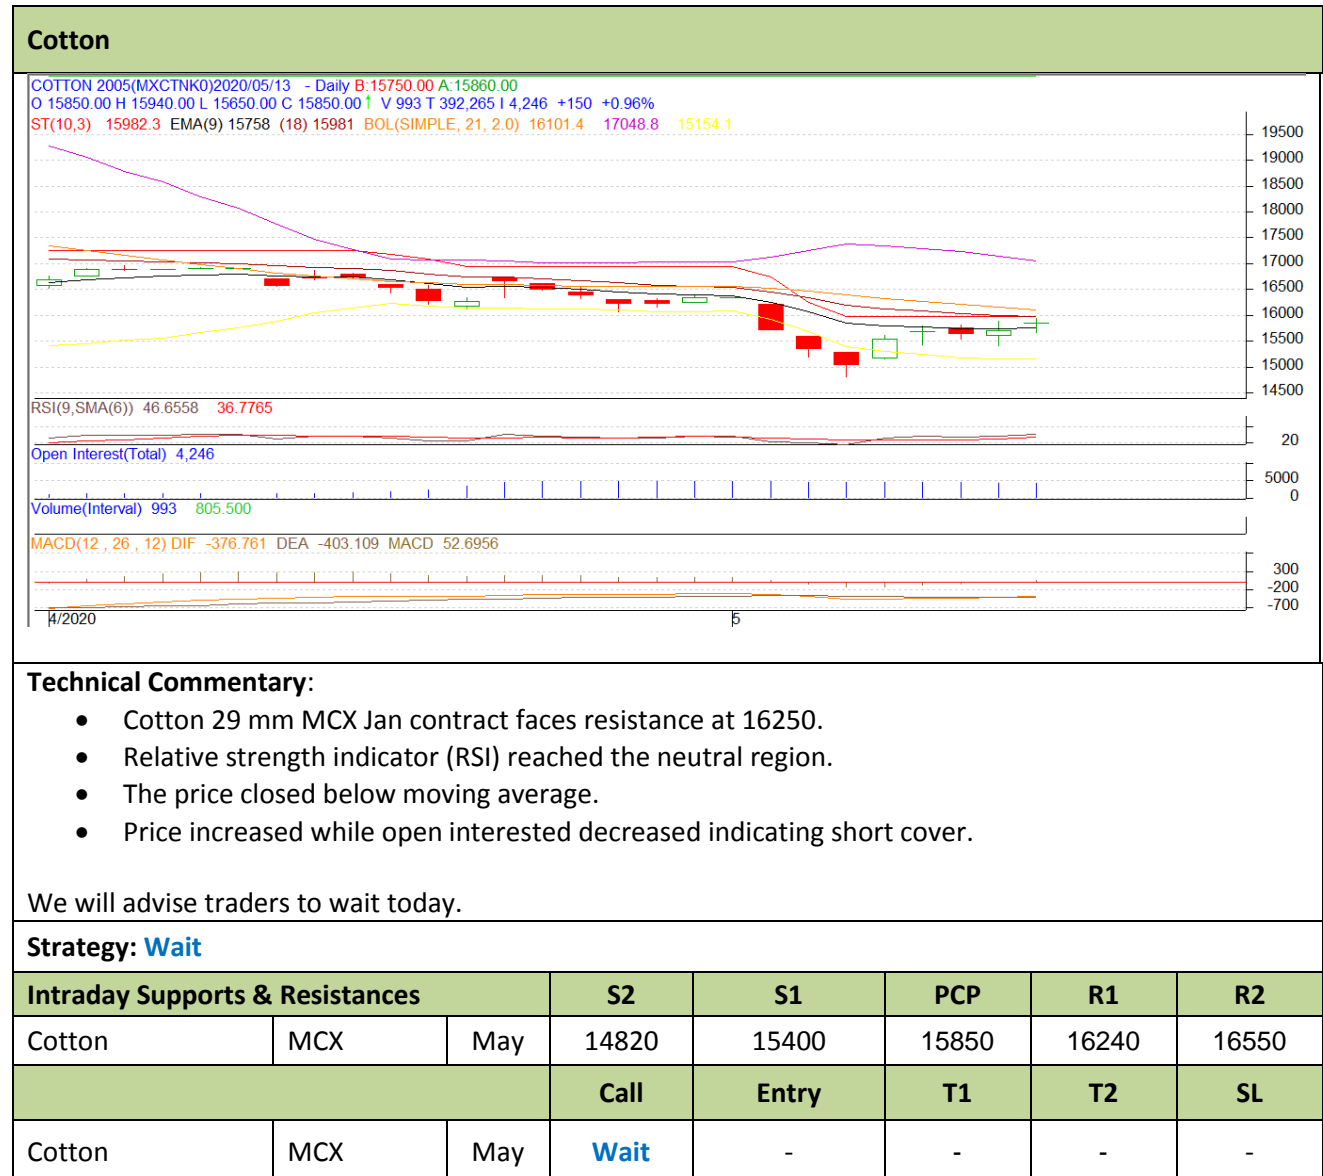 Cotton
COTTON 2005(MXCTNK0)2020/05/13 - Daily B:15750.00 A:15860.00
O 15850.00 H 15940.00 L 15650.00 C 15850.00↑ V 993 T 392,265 I 4,246 +150 +0.96%
ST(10,3) 15982.3 EMA(9) 15758 (18) 15981 BOL(SIMPLE, 21, 2.0) 16101.4 17048.8 15154.1
19500
19000
18500
18000
17500
17000
16500
16000
15500
15000
14500
RSI(9,SMA(6)) 46.6558 36.7765
20
Open Interest(Total) 4,246
5000
0
Volume(Interval) 993 805.500
MACD(12 , 26 , 12) DIF -376.761 DEA -403.109 MACD 52.6956
300
-200
-700
4/2020 5
Technical Commentary:
• Cotton 29 mm MCX Jan contract faces resistance at 16250.
• Relative strength indicator (RSI) reached the neutral region.
• The price closed below moving average.
• Price increased while open interested decreased indicating short cover.
We will advise traders to wait today.
Strategy: Wait
Intraday Supports & Resistances S2 S1 PCP R1 R2
Cotton MCX May 14820 15400 15850 16240 16550
Call Entry T1 T2 SL
Cotton MCX May Wait - - - -